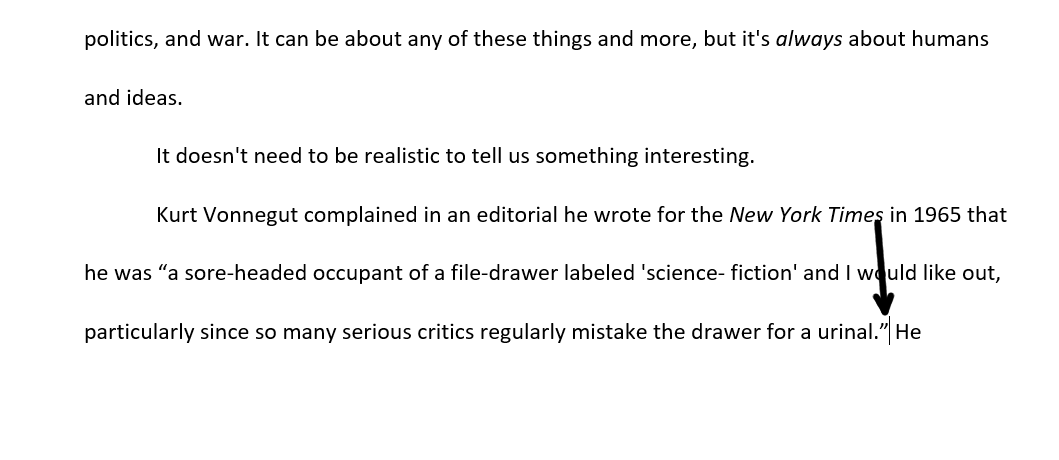 politics, and war. It can be about any of these things and more, but it's always about humans
and ideas.
It doesn't need to be realistic to tell us something interesting.
Kurt Vonnegut complained in an editorial he wrote for the New York Times in 1965 that
he was “a sore-headed occupant of a file-drawer labeled 'science- fiction' and I would like out,
particularly since so many serious critics regularly mistake the drawer for a urinal.” He